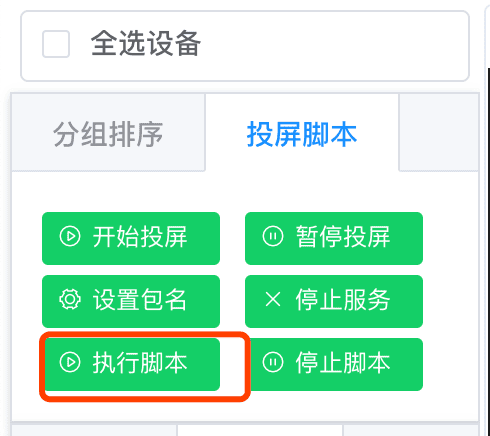 全选设备
分组排序 投屏脚本
开始投屏 暂停投屏
设置包名 停止服务
执行脚本 停止脚本